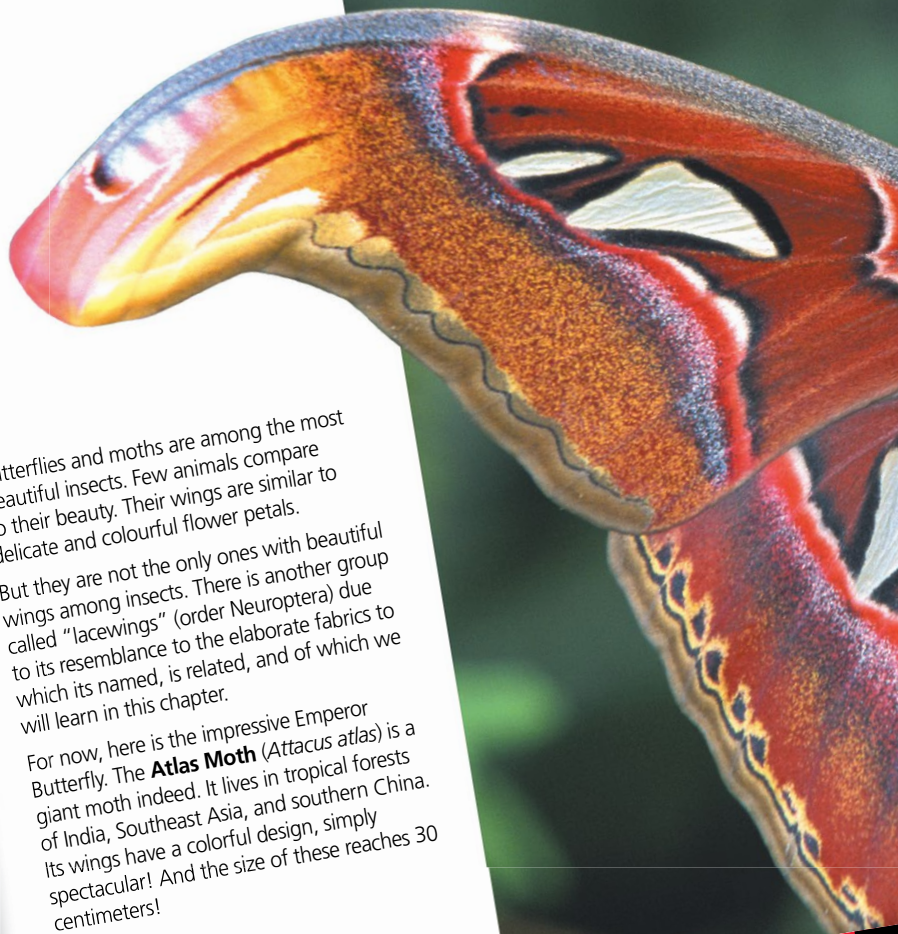 tterflies and moths are among the most
eautiful insects. Few animals compare
o their beauty. Their wings are similar to
delicate and colourful flower petals.
But they are not the only ones with beautiful
wings among insects. There is another group
called “lacewings” (order Neuroptera) due
to its resemblance to the elaborate fabrics to
which its named, is related, and of which we
will learn in this chapter.
For now, here is the impressive Emperor
Butterfly. The Atlas Moth (Attacus atlas) is a
giant moth indeed. It lives in tropical forests
of India, Southeast Asia, and southern China.
Its wings have a colorful design, simply
spectacular! And the size of these reaches 30
centimeters!